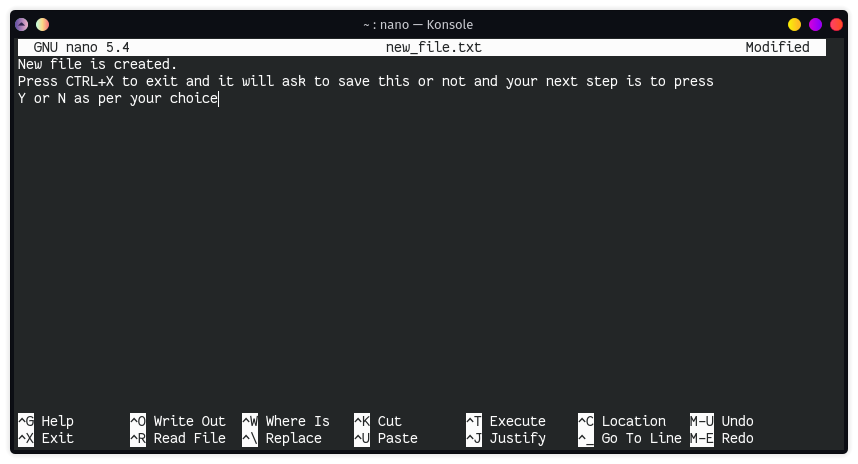 ~ : nano — Konsole
GNU nano 5.4 new_file.txt Modified
New file is created.
Press CTRL+X to exit and it will ask to save this or not and your next step is to press
Y or N as per your choice
^G Help ^O Write Out ^W Where Is ^K Cut ^T Execute ^C Location M-U Undo
^X Exit ^R Read File ^\ Replace ^U Paste ^J Justify ^_ Go To Line M-E Redo